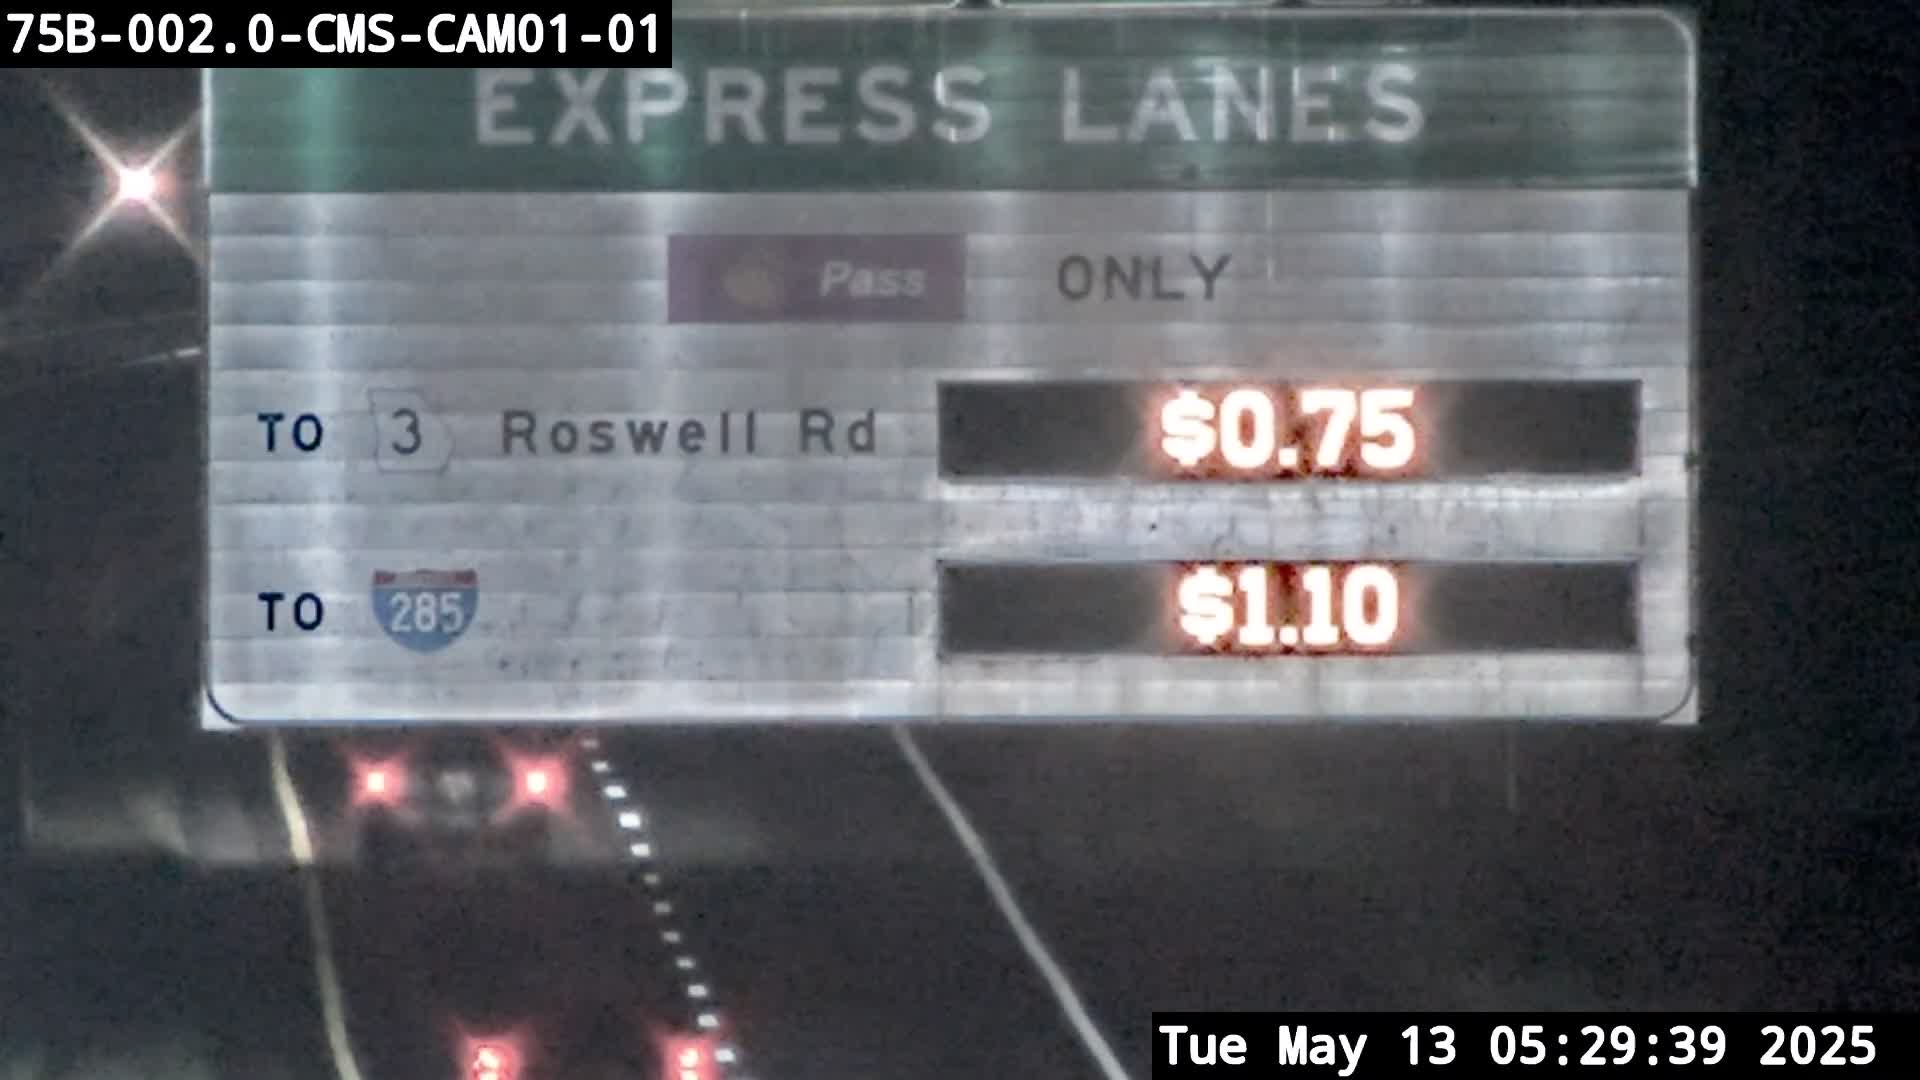 75B-002.0-CMS-CAM01-01
EXPRESS LANES
Pass ONLY
TO 3 Roswell Rd $0.75
TO 285 $1.10
Tue May 13 05:29:39 2025